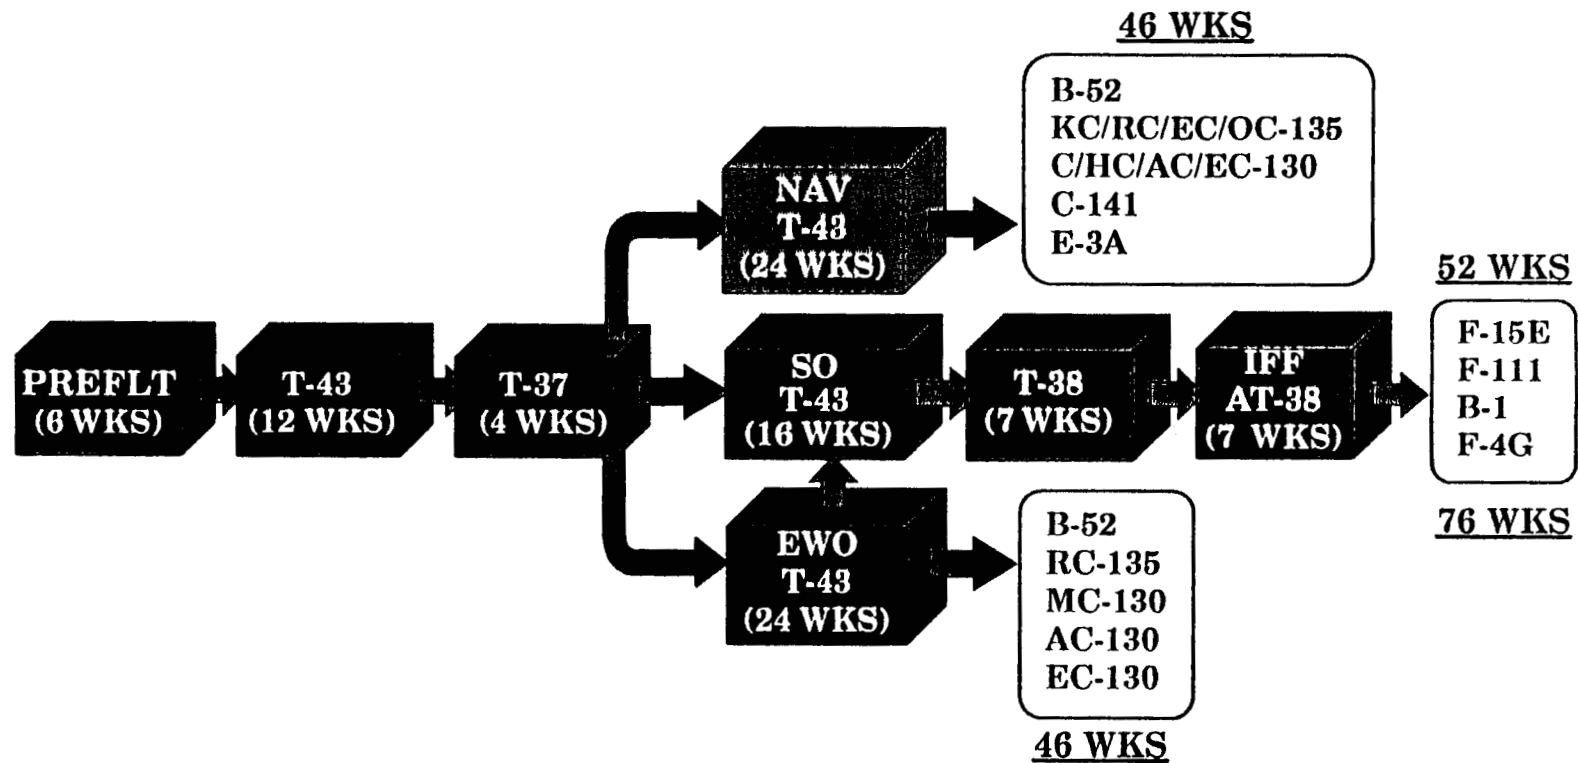 46 WKS
B-52
KC/RC/EC/OC-135
C/HC/AC/EC-130
C-141
E-3A
NAV
T-43
(24 WKS)
PREFLT
(6 WKS)
T-43
(12 WKS)
T-37
(4 WKS)
SO
T-43
(16 WKS)
T-38
(7 WKS)
IFF
AT-38
(7 WKS)
52 WKS
F-15E
F-111
B-1
F-4G
76 WKS
EWO
T-43
(24 WKS)
B-52
RC-135
MC-130
AC-130
EC-130
46 WKS